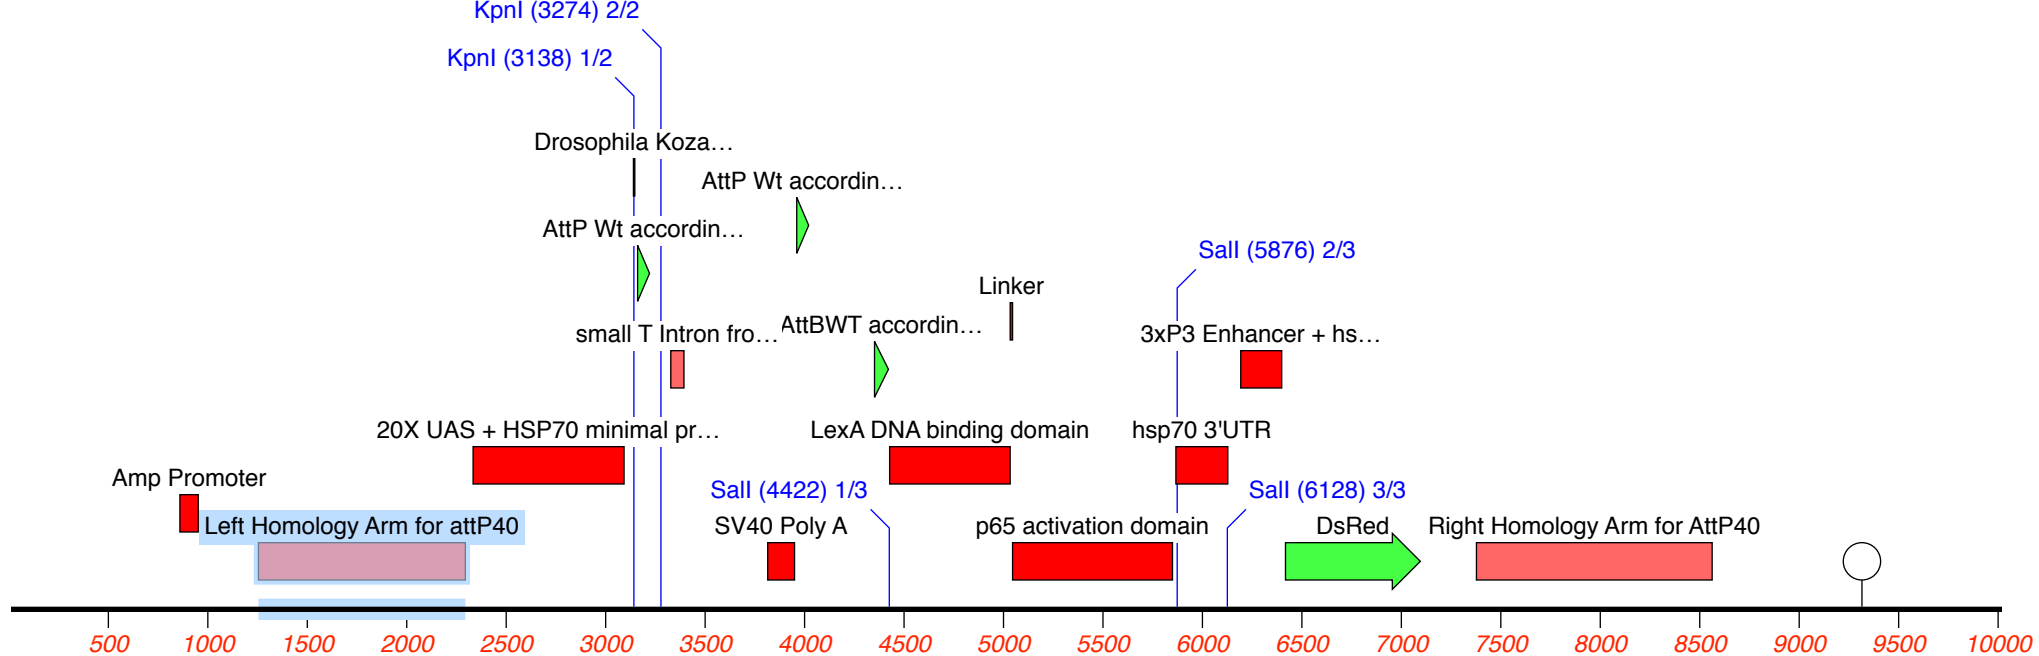 KpnI (3274) 2/2
KpnI (3138) 1/2
Drosophila Koza…
AttP Wt accordin…
AttP Wt accordin…
SalI (5876) 2/3
Linker
small T Intron fro…
AttBWT accordin…
3xP3 Enhancer + hs…
20X UAS + HSP70 minimal pr…
LexA DNA binding domain
hsp70 3'UTR
Amp Promoter
SalI (4422) 1/3
SalI (6128) 3/3
Left Homology Arm for attP40
SV40 Poly A
p65 activation domain
DsRed
Right Homology Arm for AttP40
500 1000 1500 2000 2500 3000 3500 4000 4500 5000 5500 6000 6500 7000 7500 8000 8500 9000 9500 10000